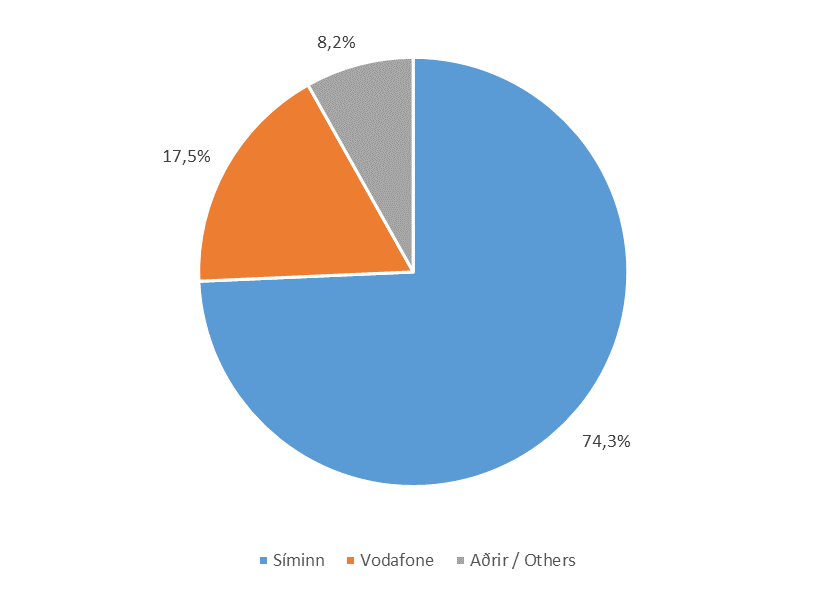 8,2%
17,5%
74,3%
Síminn Vodafone Aðrir / Others